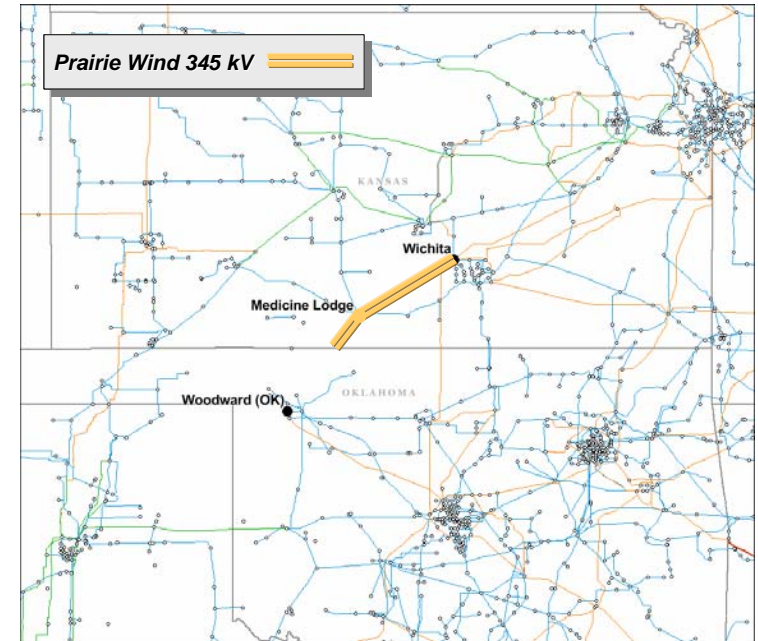 Prairie Wind 345 kV
KANSAS
Wichita
Medicine Lodge
Woodward (OK)
OKLAHOMA